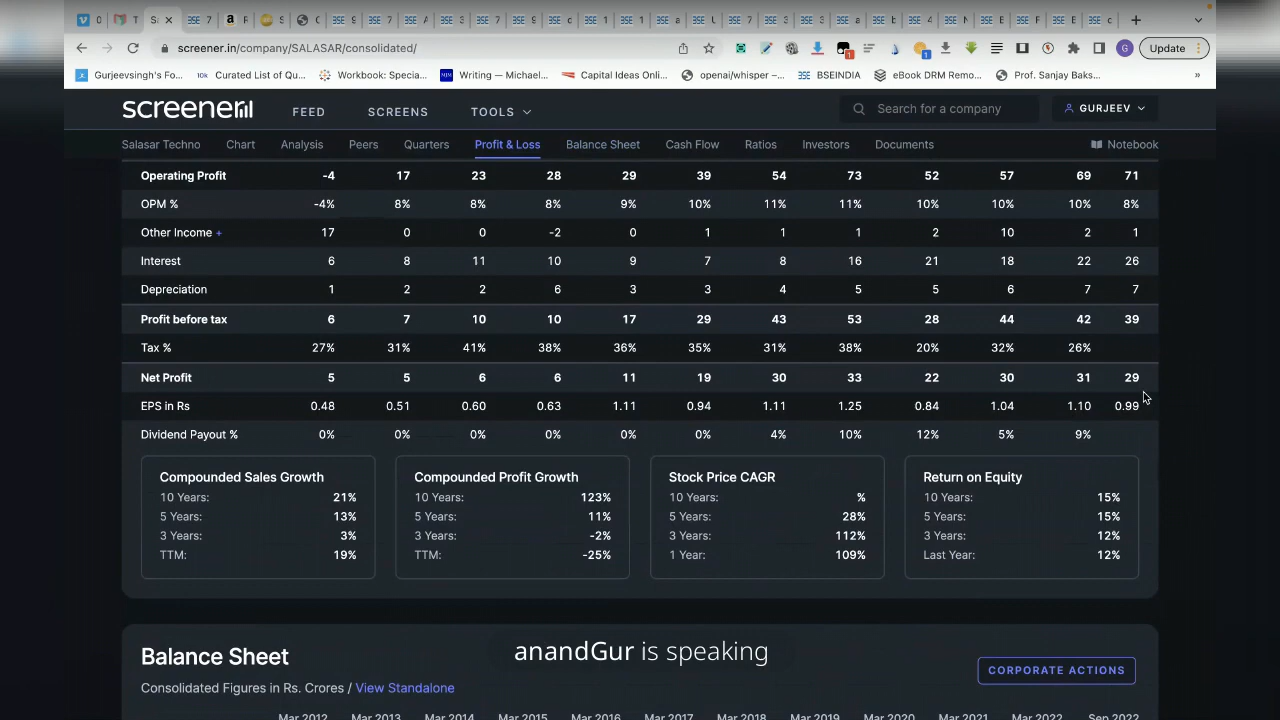 screener.in/company/SALASAR/consolidated/
G
Update
Gurjeevsingh's Fo...
10k Curated List of Qu...
Workbook: Specia...
Writing — Michael...
Capital Ideas Onli...
openai/whisper –...
BSEINDIA
eBook DRM Remo...
Prof. Sanjay Baks...
»
screener
FEED
SCREENS
TOOLS
Search for a company
GURJEEV
Salasar Techno Chart Analysis Peers Quarters Profit & Loss Balance Sheet Cash Flow Ratios Investors Documents Notebook
Operating Profit -4 17 23 28 29 39 54 73 52 57 69 71
OPM % -4% 8% 8% 8% 9% 10% 11% 11% 10% 10% 10% 8%
Other Income + 17 0 0 -2 0 1 1 1 2 10 2 1
Interest 6 8 11 10 9 7 8 16 21 18 22 26
Depreciation 1 2 2 6 3 3 4 5 5 6 7 7
Profit before tax 6 7 10 10 17 29 43 53 28 44 42 39
Tax % 27% 31% 41% 38% 36% 35% 31% 38% 20% 32% 26%
Net Profit 5 5 6 6 11 19 30 33 22 30 31 29
EPS in Rs 0.48 0.51 0.60 0.63 1.11 0.94 1.11 1.25 0.84 1.04 1.10 0.99
Dividend Payout % 0% 0% 0% 0% 0% 0% 4% 10% 12% 5% 9%
Compounded Sales Growth
10 Years: 21%
5 Years: 13%
3 Years: 3%
TTM: 19%
Compounded Profit Growth
10 Years: 123%
5 Years: 11%
3 Years: -2%
TTM: -25%
Stock Price CAGR
10 Years: %
5 Years: 28%
3 Years: 112%
1 Year: 109%
Return on Equity
10 Years: 15%
5 Years: 15%
3 Years: 12%
Last Year: 12%
Balance Sheet
anandGur is speaking
CORPORATE ACTIONS
Consolidated Figures in Rs. Crores / View Standalone
Mar 2012 Mar 2013 Mar 2014 Mar 2015 Mar 2016 Mar 2017 Mar 2018 Mar 2019 Mar 2020 Mar 2021 Mar 2022 Sep 2022